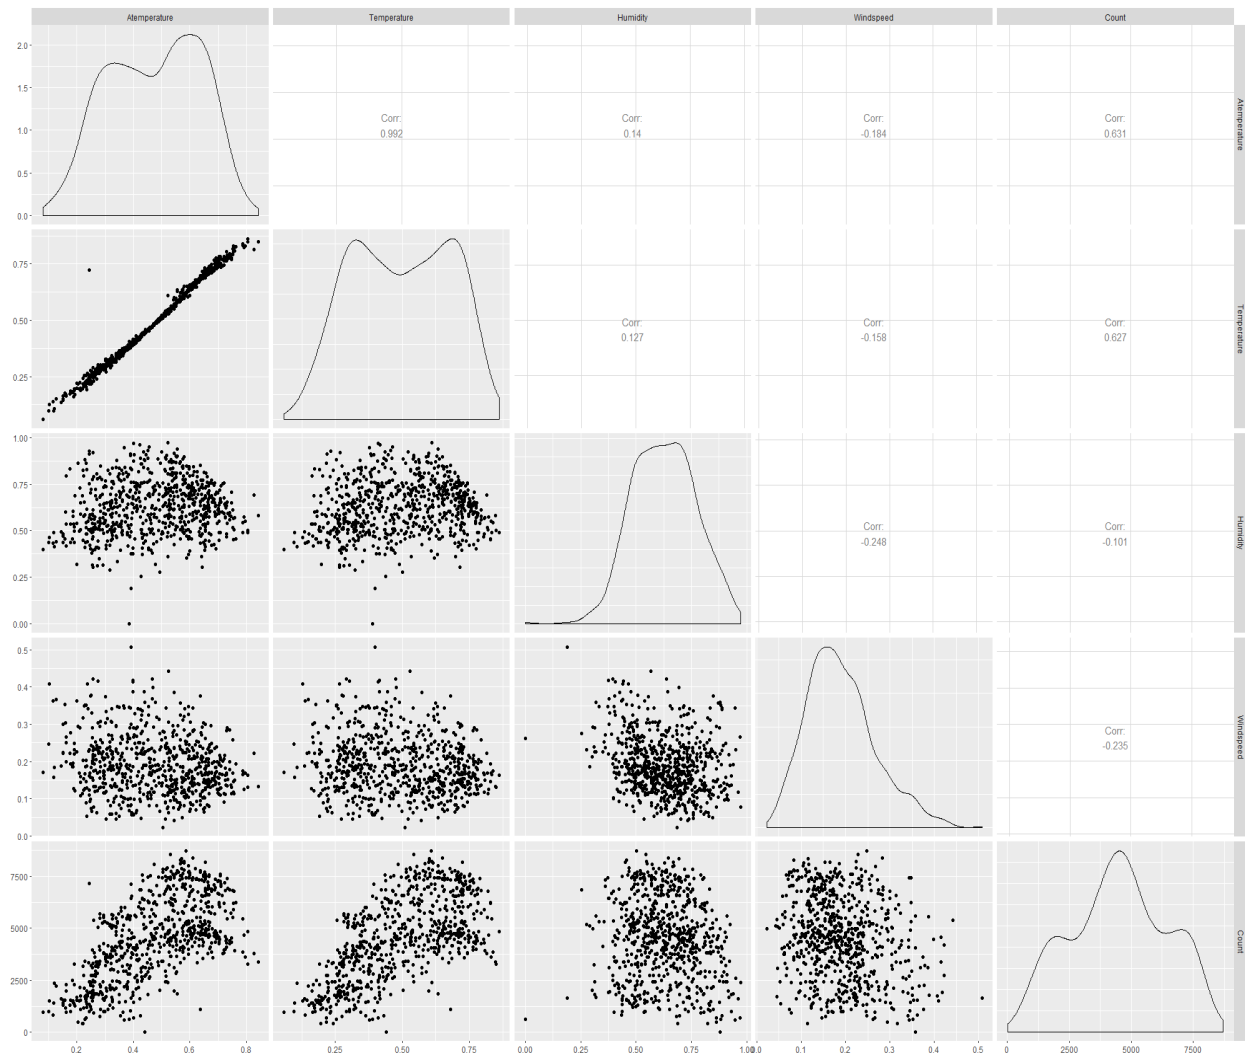 Atemperature Temperature Humidity Windspeed Count
2.0
1.5
1.0
0.5
0.0
Corr:
0.992
Corr:
0.14
Corr:
-0.184
Corr:
0.631
Atemperature
0.75
0.50
0.25
Corr:
0.127
Corr:
-0.158
Corr:
0.627
Temperature
1.00
0.75
0.50
0.25
0.00
Corr:
-0.248
Corr:
-0.101
Humidity
0.5
0.4
0.3
0.2
0.1
0.0
Corr:
-0.235
Windspeed
7500
5000
2500
0
Count
0.2 0.4 0.6 0.8 0.25 0.50 0.75 0.00 0.25 0.50 0.75 1.00 0.0 0.1 0.2 0.3 0.4 0.5 0 2500 5000 7500